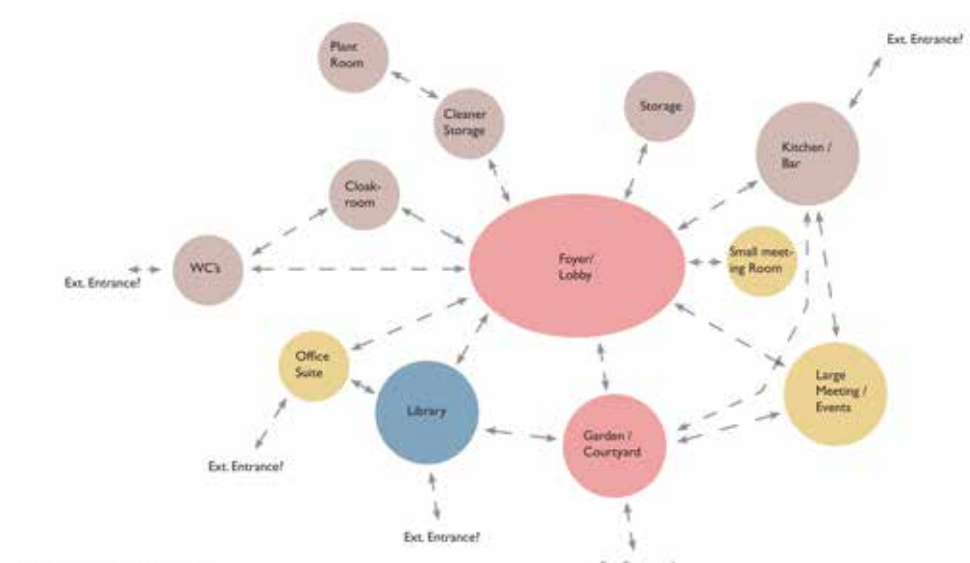 Ext. Entrance?
Plant
Room
Storage
Cleaner
Storage
Kitchen /
Bar
Cloak-
room
Foyer/
Lobby
Small meet-
ing Room
WC's
Ext. Entrance?
Office
Suite
Large
Meeting /
Events
Library
Garden /
Courtyard
Ext. Entrance?
Ext. Entrance?